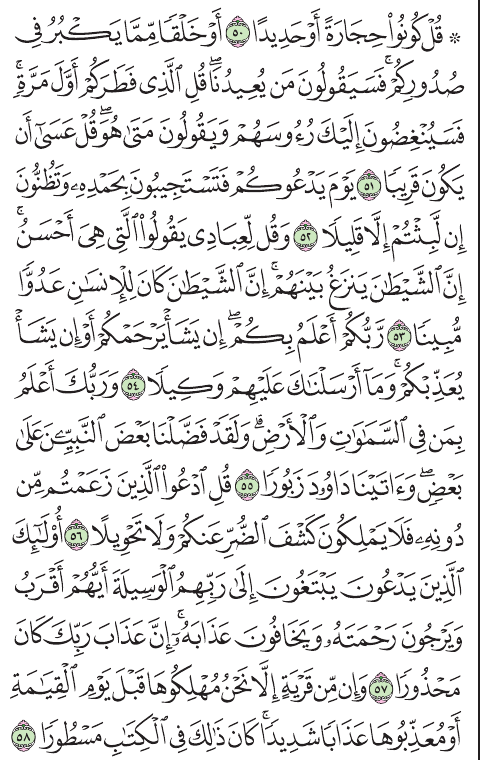 ۞ قُلْ كُونُوا۟ حِجَارَةً أَوْ حَدِيدًا ٥٠ أَوْ خَلْقًا مِّمَّا يَكْبُرُ فِى
صُدُورِكُمْ ۚ فَسَيَقُولُونَ مَن يُعِيدُنَا ۖ قُلِ ٱلَّذِى فَطَرَكُمْ أَوَّلَ مَرَّةٍ ۚ
فَسَيُنْغِضُونَ إِلَيْكَ رُءُوسَهُمْ وَيَقُولُونَ مَتَىٰ هُوَ ۖ قُلْ عَسَىٰٓ أَن
يَكُونَ قَرِيبًا ٥١ يَوْمَ يَدْعُوكُمْ فَتَسْتَجِيبُونَ بِحَمْدِهِۦ وَتَظُنُّونَ
إِن لَّبِثْتُمْ إِلَّا قَلِيلًا ٥٢ وَقُل لِّعِبَادِى يَقُولُوا۟ ٱلَّتِى هِىَ أَحْسَنُ ۚ
إِنَّ ٱلشَّيْطَٰنَ يَنزَغُ بَيْنَهُمْ ۚ إِنَّ ٱلشَّيْطَٰنَ كَانَ لِلْإِنسَٰنِ عَدُوًّا
مُّبِينًا ٥٣ رَّبُّكُمْ أَعْلَمُ بِكُمْ ۖ إِن يَشَأْ يَرْحَمْكُمْ أَوْ إِن يَشَأْ
يُعَذِّبْكُمْ ۚ وَمَآ أَرْسَلْنَٰكَ عَلَيْهِمْ وَكِيلًا ٥٤ وَرَبُّكَ أَعْلَمُ
بِمَن فِى ٱلسَّمَٰوَٰتِ وَٱلْأَرْضِ ۗ وَلَقَدْ فَضَّلْنَا بَعْضَ ٱلنَّبِيِّـۧنَ عَلَىٰ
بَعْضٍ ۖ وَءَاتَيْنَا دَاوُۥدَ زَبُورًا ٥٥ قُلِ ٱدْعُوا۟ ٱلَّذِينَ زَعَمْتُم مِّن
دُونِهِۦ فَلَا يَمْلِكُونَ كَشْفَ ٱلضُّرِّ عَنكُمْ وَلَا تَحْوِيلًا ٥٦ أُو۟لَٰٓئِكَ
ٱلَّذِينَ يَدْعُونَ يَبْتَغُونَ إِلَىٰ رَبِّهِمُ ٱلْوَسِيلَةَ أَيُّهُمْ أَقْرَبُ
وَيَرْجُونَ رَحْمَتَهُۥ وَيَخَافُونَ عَذَابَهُۥٓ ۚ إِنَّ عَذَابَ رَبِّكَ كَانَ
مَحْذُورًا ٥٧ وَإِن مِّن قَرْيَةٍ إِلَّا نَحْنُ مُهْلِكُوهَا قَبْلَ يَوْمِ ٱلْقِيَٰمَةِ
أَوْ مُعَذِّبُوهَا عَذَابًا شَدِيدًا ۚ كَانَ ذَٰلِكَ فِى ٱلْكِتَٰبِ مَسْطُورًا ٥٨